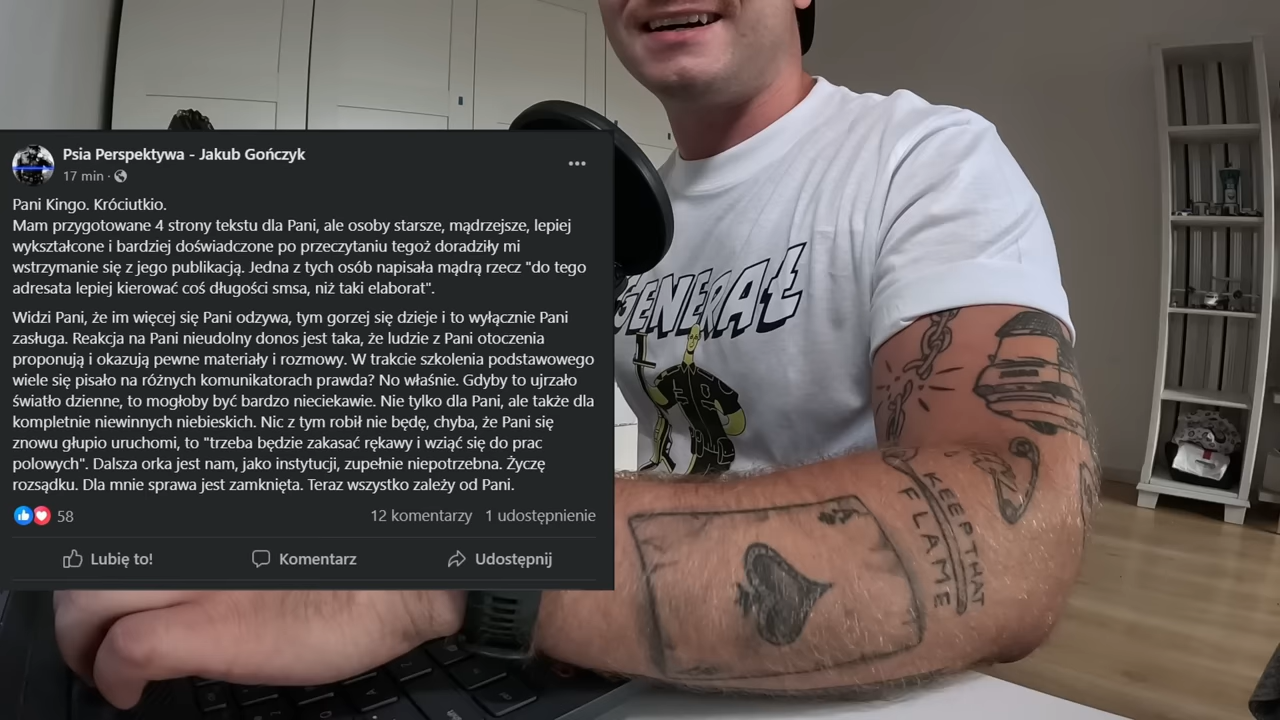 Psia Perspektywa - Jakub Gończyk
17 min ·
Pani Kingo. Króciutkio.
Mam przygotowane 4 strony tekstu dla Pani, ale osoby starsze, mądrzejsze, lepiej
wykształcone i bardziej doświadczone po przeczytaniu tegoż doradziły mi
wstrzymanie się z jego publikacją. Jedna z tych osób napisała mądrą rzecz "do tego
adresata lepiej kierować coś długości smsa, niż taki elaborat".
Widzi Pani, że im więcej się Pani odzywa, tym gorzej się dzieje i to wyłącznie Pani
zasługa. Reakcja na Pani nieudolny donos jest taka, że ludzie z Pani otoczenia
proponują i okazują pewne materiały i rozmowy. W trakcie szkolenia podstawowego
wiele się pisało na różnych komunikatorach prawda? No właśnie. Gdyby to ujrzało
światło dzienne, to mogłoby być bardzo nieciekawie. Nie tylko dla Pani, ale także dla
kompletnie niewinnych niebieskich. Nic z tym robił nie będę, chyba, że Pani się
znowu głupio uruchomi, to "trzeba będzie zakasać rękawy i wziąć się do prac
polowych". Dalsza orka jest nam, jako instytucji, zupełnie niepotrzebna. Życzę
rozsądku. Dla mnie sprawa jest zamknięta. Teraz wszystko zależy od Pani.
58
12 komentarzy 1 udostępnienie
Lubię to! Komentarz Udostępnij
GENERAŁ
KEEP THAT
FLAME